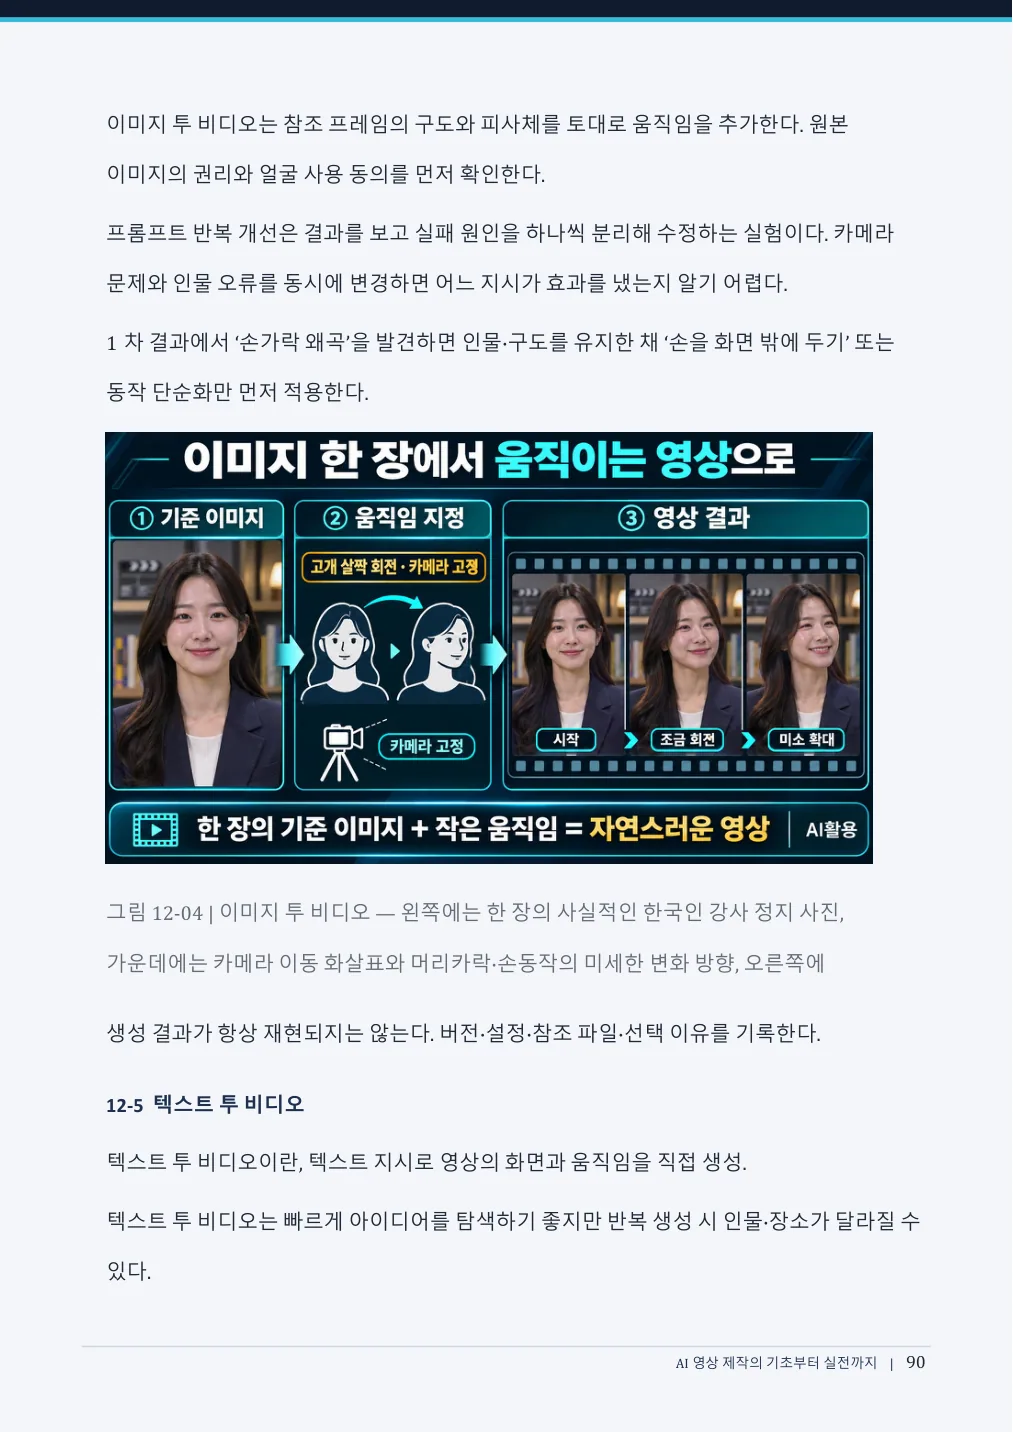 이미지 투 비디오는 참조 프레임의 구도와 피사체를 토대로 움직임을 추가한다. 원본
이미지의 권리와 얼굴 사용 동의를 먼저 확인한다.
프롬프트 반복 개선은 결과를 보고 실패 원인을 하나씩 분리해 수정하는 실험이다. 카메라
문제와 인물 오류를 동시에 변경하면 어느 지시가 효과를 냈는지 알기 어렵다.
1 차 결과에서 ‘손가락 왜곡’을 발견하면 인물·구도를 유지한 채 ‘손을 화면 밖에 두기’ 또는
동작 단순화만 먼저 적용한다.
이미지 한 장에서 움직이는 영상으로
① 기준 이미지
② 움직임 지정
③ 영상 결과
고개 살짝 회전 · 카메라 고정
카메라 고정
시작
조금 회전
미소 확대
한 장의 기준 이미지 + 작은 움직임 = 자연스러운 영상
AI활용
그림 12-04 | 이미지 투 비디오 — 왼쪽에는 한 장의 사실적인 한국인 강사 정지 사진,
가운데에는 카메라 이동 화살표와 머리카락·손동작의 미세한 변화 방향, 오른쪽에
생성 결과가 항상 재현되지는 않는다. 버전·설정·참조 파일·선택 이유를 기록한다.
12-5 텍스트 투 비디오
텍스트 투 비디오이란, 텍스트 지시로 영상의 화면과 움직임을 직접 생성.
텍스트 투 비디오는 빠르게 아이디어를 탐색하기 좋지만 반복 생성 시 인물·장소가 달라질 수
있다.
AI 영상 제작의 기초부터 실전까지 | 90